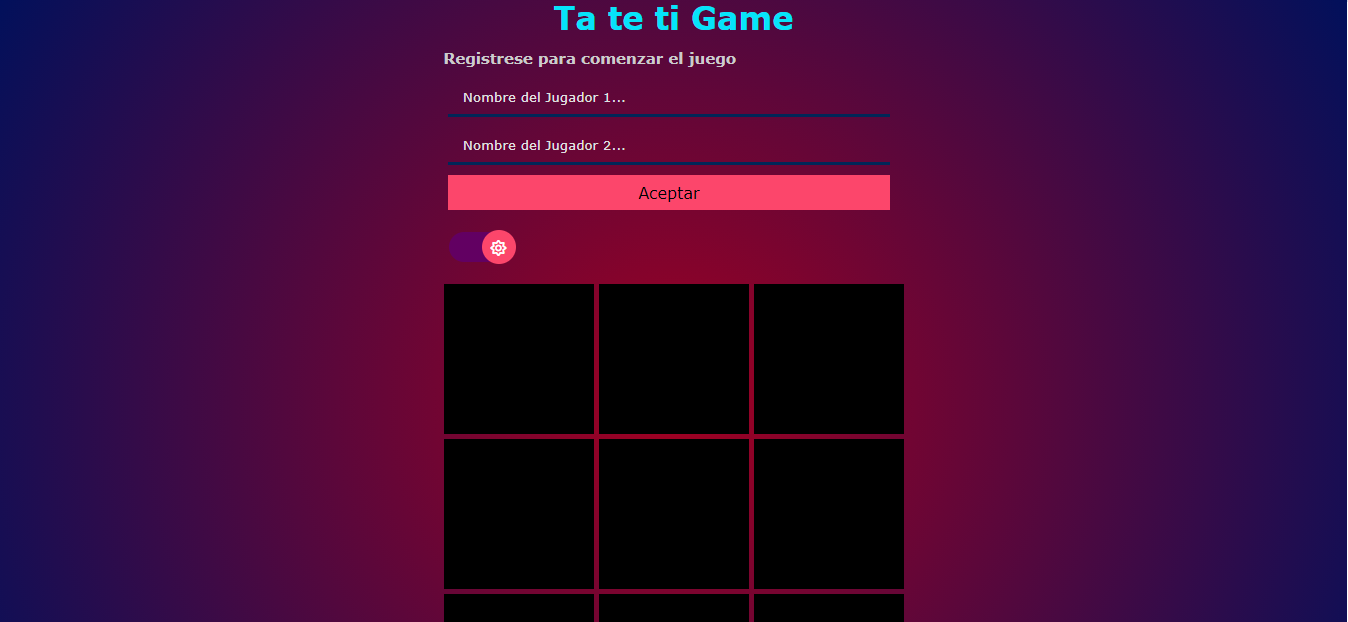 Ta te ti Game
Registrese para comenzar el juego
Nombre del Jugador 1...
Nombre del Jugador 2...
Aceptar